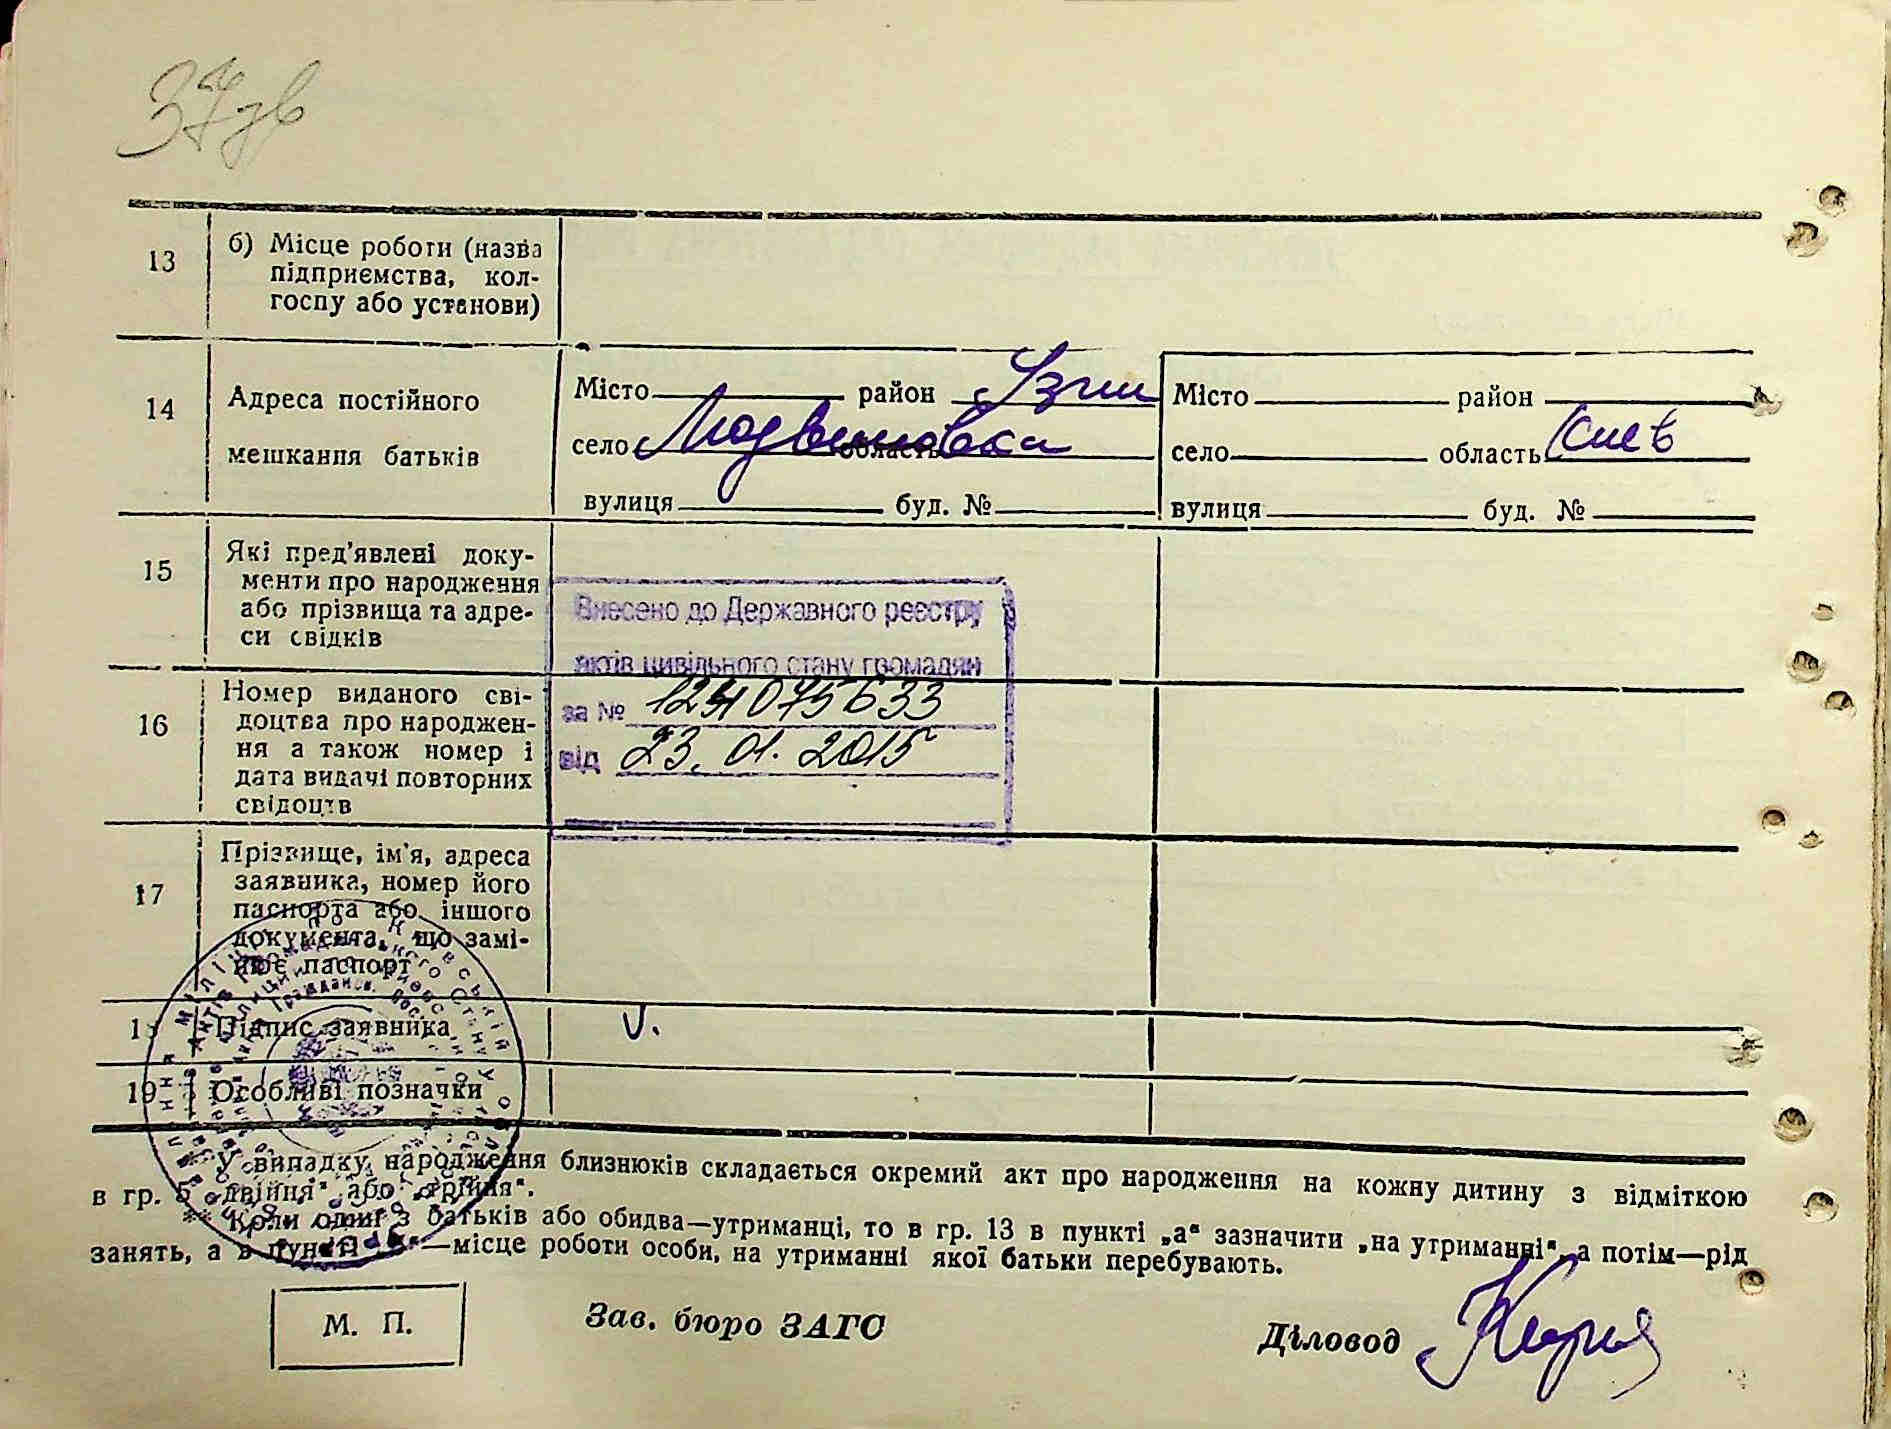 37зв
13
б) Місце роботи (назва
підприємства, кол-
госпу або установи)
14
Адреса постійного
мешкання батьків
Місто район Узин
село Людвиновка область
вулиця буд. №
Місто район
село область Киев
вулиця буд. №
15
Які пред'явлені доку-
менти про народження
або прізвища та адре-
си свідків
Внесено до Державного реєстру
актів цивільного стану громадян
за №
від 23.01.2015
16
Номер виданого сві-
доцтва про народжен-
ня а також номер і
дата видачі повторних
свідоцтв
17
Прізвище, ім'я, адреса
заявника, номер його
паспорта або іншого
документа, що замі-
нює паспорт
Підпис заявника
19
Особливі позначки
* У випадку народження близнюків складається окремий акт про народження на кожну дитину з відміткою
в гр. 5 „двійня" або „трійня".
** Коли один з батьків або обидва—утриманці, то в гр. 13 в пункті „а" зазначити „на утриманні", а потім—рід
занять, а в пункті —місце роботи особи, на утриманні якої батьки перебувають.
М. П.
Зав. бюро ЗАГС
Діловод